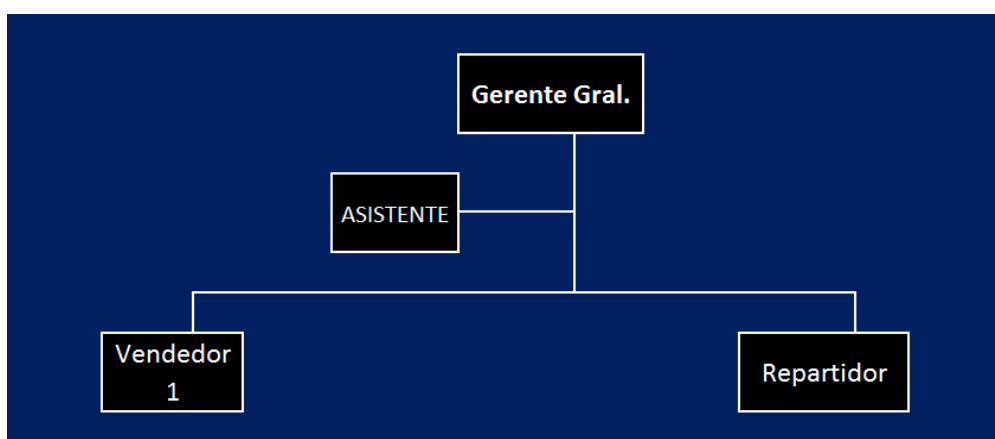 Gerente Gral.
ASISTENTE
Vendedor
1
Repartidor